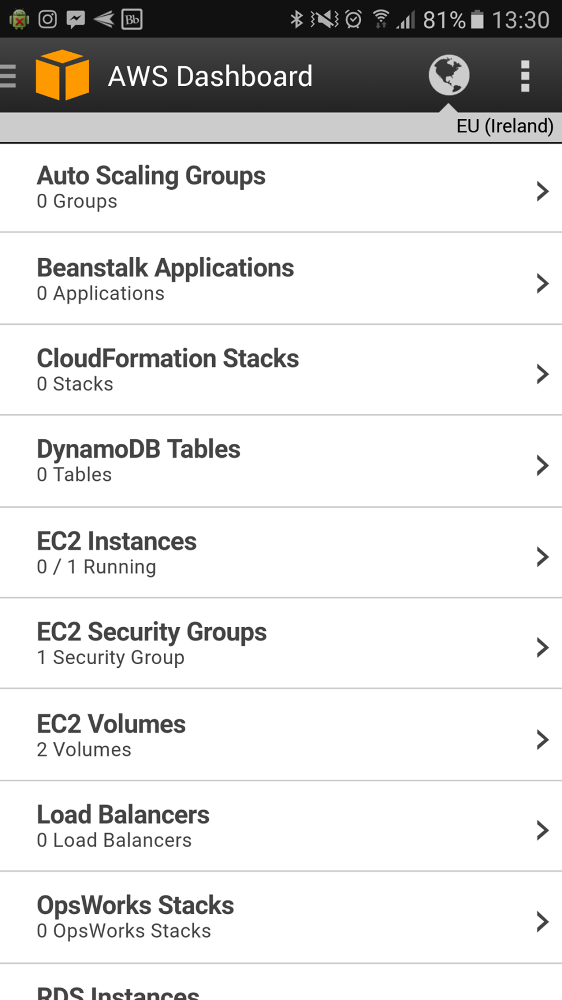 Bb 81% 13:30
AWS Dashboard
EU (Ireland)
Auto Scaling Groups
0 Groups
Beanstalk Applications
0 Applications
CloudFormation Stacks
0 Stacks
DynamoDB Tables
0 Tables
EC2 Instances
0 / 1 Running
EC2 Security Groups
1 Security Group
EC2 Volumes
2 Volumes
Load Balancers
0 Load Balancers
OpsWorks Stacks
0 OpsWorks Stacks
RDS Instances